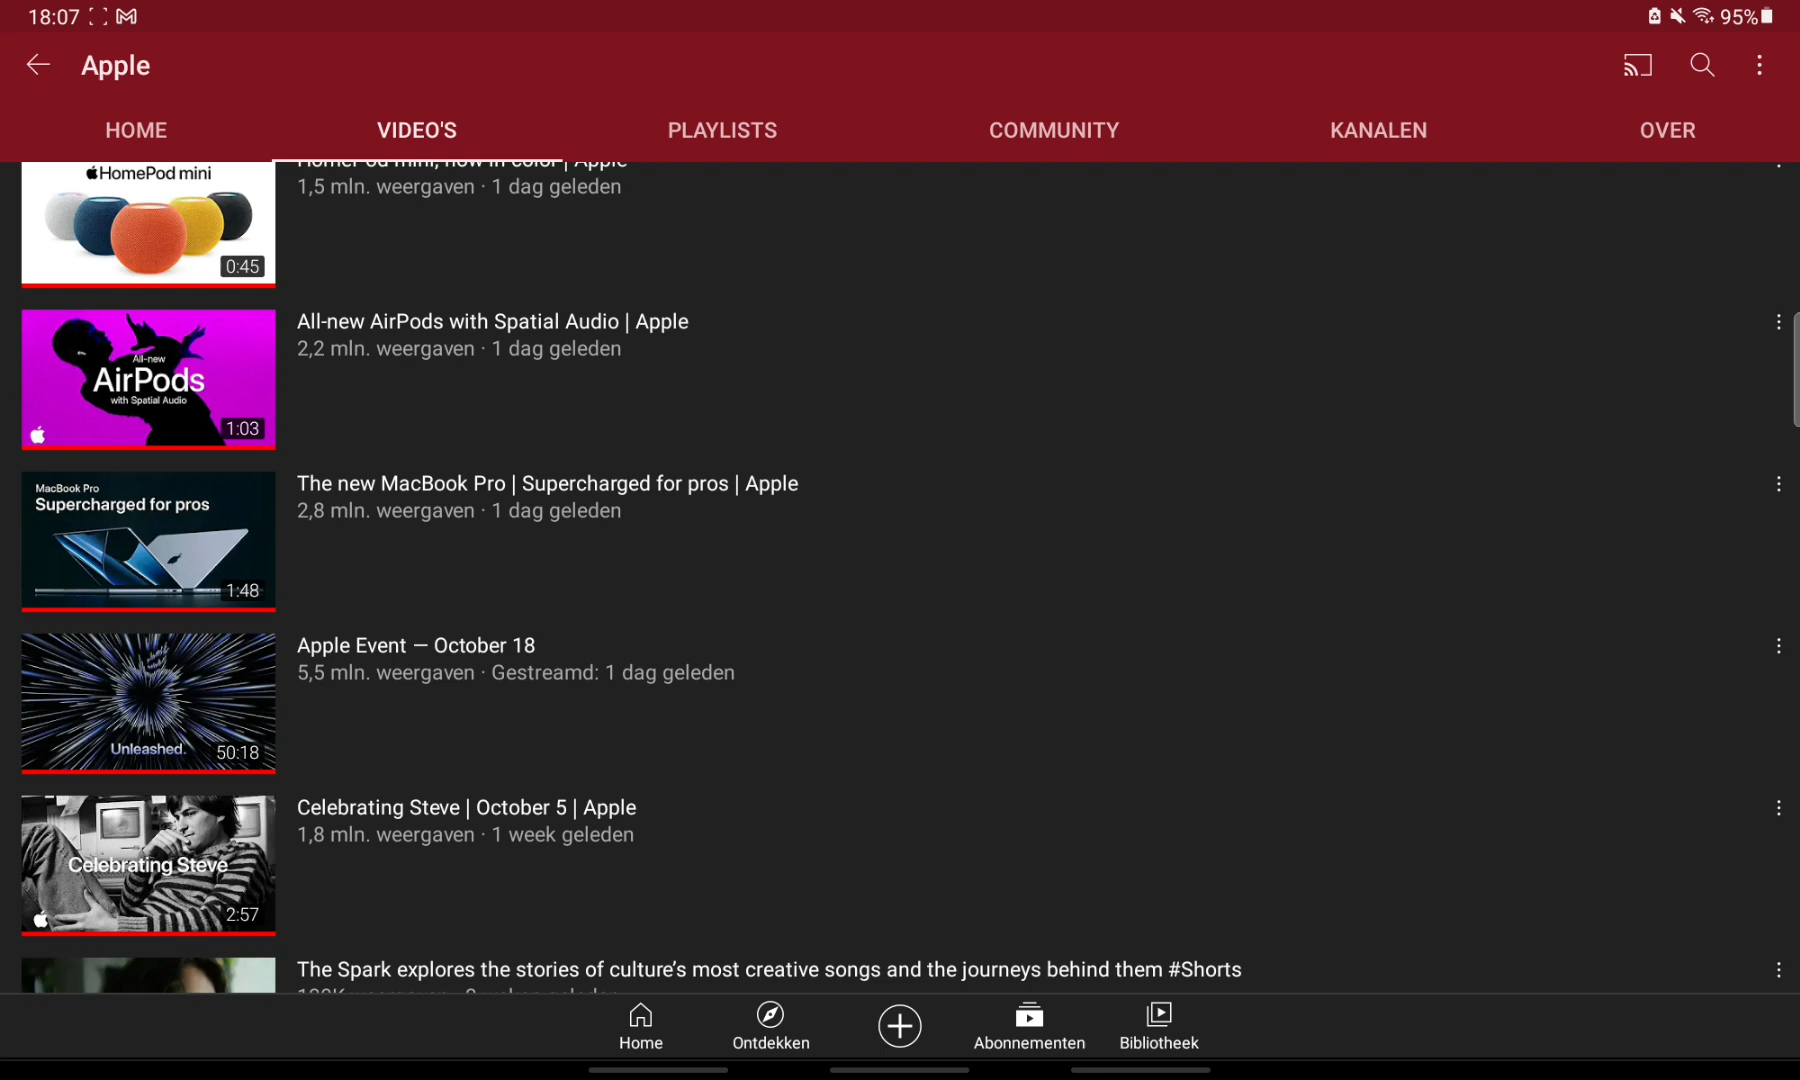 18:07
95%
Apple
HOME
VIDEO'S
PLAYLISTS
COMMUNITY
KANALEN
OVER
HomePod mini
0:45
HomePod mini, now in color | Apple
1,5 mln. weergaven · 1 dag geleden
All-new
AirPods
with Spatial Audio
1:03
All-new AirPods with Spatial Audio | Apple
2,2 mln. weergaven · 1 dag geleden
MacBook Pro
Supercharged for pros
1:48
The new MacBook Pro | Supercharged for pros | Apple
2,8 mln. weergaven · 1 dag geleden
Unleashed.
50:18
Apple Event — October 18
5,5 mln. weergaven · Gestreamd: 1 dag geleden
Celebrating Steve
2:57
Celebrating Steve | October 5 | Apple
1,8 mln. weergaven · 1 week geleden
The Spark explores the stories of culture’s most creative songs and the journeys behind them #Shorts
Home
Ontdekken
Abonnementen
Bibliotheek